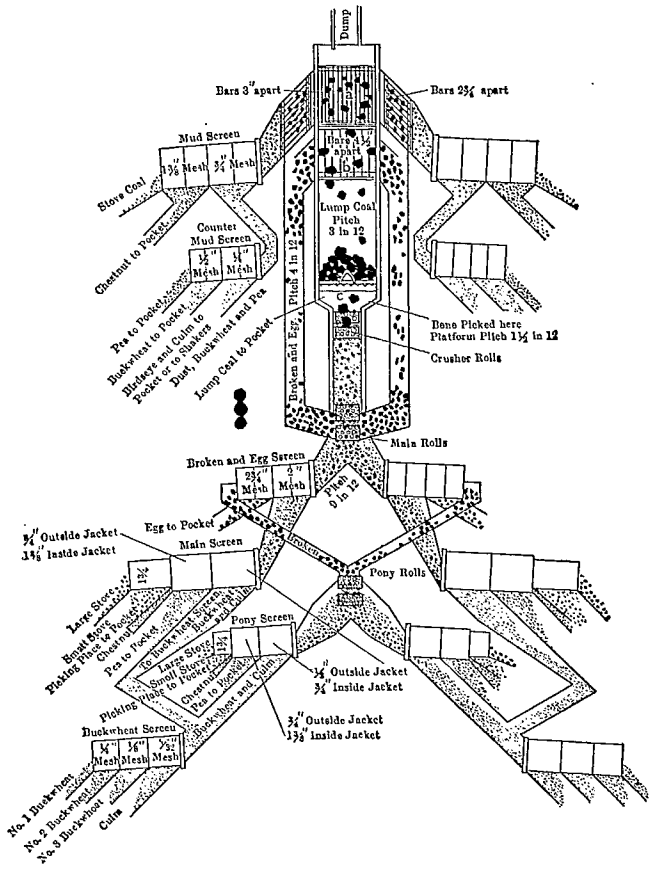 Dump
Bars 3" apart
Bars 2¾ apart
Bars 4½
apart
b
Mud Screen
1⅜" Mesh
¾" Mesh
Stove Coal
Chestnut to Pocket
Lump Coal
Pitch
3 in 12
Counter
Mud Screen
½"
Mesh
¼"
Mesh
Pea to Pocket
Buckwheat to Pocket
Birdseye and Culm to
Pocket or to Shakers
Dust, Buckwheat and Pea
Lump Coal to Pocket
Broken and Egg, Pitch 4 in 12
C
Bone Picked here
Platform Pitch 1½ in 12
Crusher Rolls
Main Rolls
Broken and Egg Screen
2¾"
Mesh
2"
Mesh
Pitch
9 in 12
Egg to Pocket
Broken
¾" Outside Jacket
1⅜" Inside Jacket
Main Screen
1¾
Pony Rolls
Large Stove
Small Stove
Picking Place to Pocket
Chestnut
Pea to Pocket
To Buckwheat Screen
Buckwheat
and Culm
Pony Screen
1¾
Large Stove
Small Stove
Picking Place to Pocket
Chestnut
Pea to Pocket
Buckwheat and Culm
⅛" Outside Jacket
¾" Inside Jacket
¾" Outside Jacket
1⅜" Inside Jacket
Buckwheat Screen
¼"
Mesh
⅛"
Mesh
Mesh
No. 1 Buckwheat
No. 2 Buckwheat
No. 3 Buckwheat
Culm